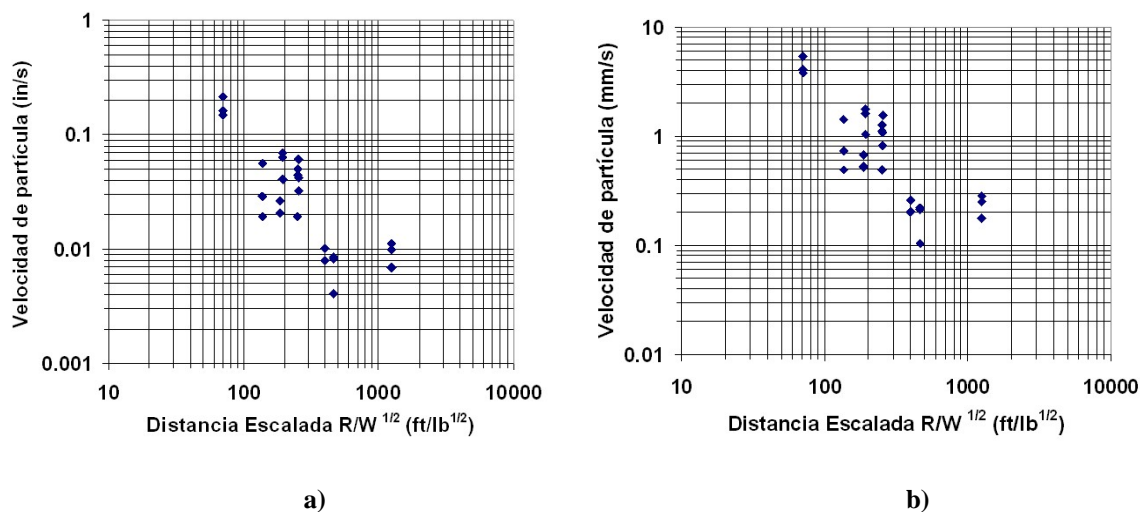 1
0.1
0.01
0.001
10 100 1000 10000
Velocidad de partícula (in/s)
Distancia Escalada R/W 1/2 (ft/lb1/2)
a)
10
1
0.1
0.01
10 100 1000 10000
Velocidad de partícula (mm/s)
Distancia Escalada R/W 1/2 (ft/lb1/2)
b)